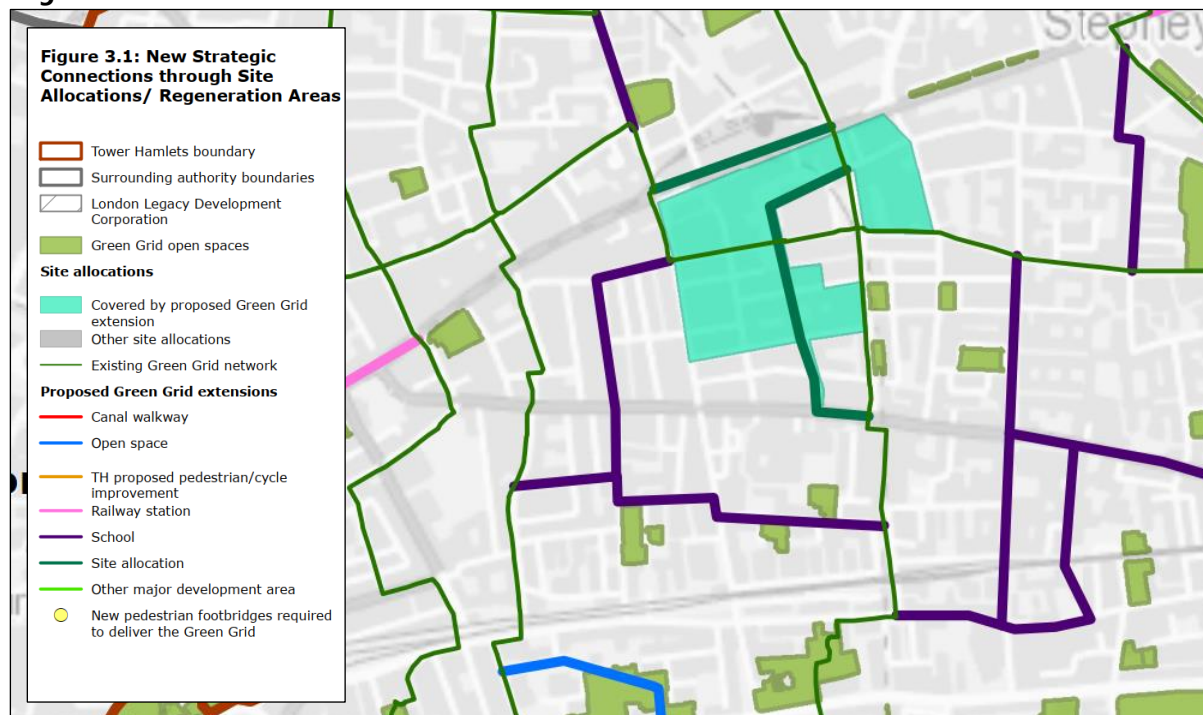 Figure 3.1: New Strategic
Connections through Site
Allocations/ Regeneration Areas
Tower Hamlets boundary
Surrounding authority boundaries
London Legacy Development
Corporation
Green Grid open spaces
Site allocations
Covered by proposed Green Grid
extension
Other site allocations
Existing Green Grid network
Proposed Green Grid extensions
Canal walkway
Open space
TH proposed pedestrian/cycle
improvement
Railway station
School
Site allocation
Other major development area
New pedestrian footbridges required
to deliver the Green Grid
Stepney